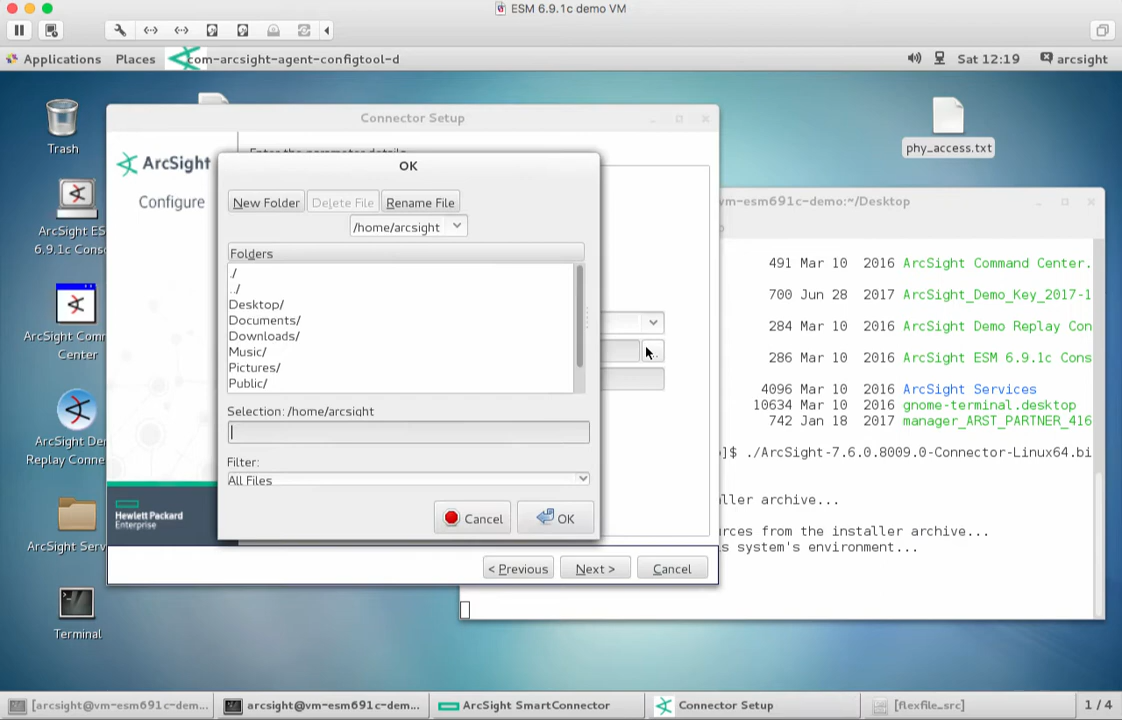 ESM 6.9.1c demo VM
Applications Places com-arcsight-agent-configtool-d
Sat 12:19 arcsight
Trash
phy_access.txt
Connector Setup
Enter the parameter details
ArcSight
Configure
OK
New Folder Delete File Rename File
/home/arcsight
Folders
./
../
Desktop/
Documents/
Downloads/
Music/
Pictures/
Public/
Selection: /home/arcsight
Filter:
All Files
Cancel OK
Hewlett Packard
Enterprise
< Previous Next > Cancel
ArcSight ES
6.9.1c Conso
ArcSight Com
Center
ArcSight De
Replay Conne
ArcSight Serv
Terminal
vm-esm691c-demo:~/Desktop
491 Mar 10 2016 ArcSight Command Center.
700 Jun 28 2017 ArcSight_Demo_Key_2017-1
284 Mar 10 2016 ArcSight Demo Replay Con
286 Mar 10 2016 ArcSight ESM 6.9.1c Cons
4096 Mar 10 2016 ArcSight Services
10634 Mar 10 2016 gnome-terminal.desktop
742 Jan 18 2017 manager_ARST_PARTNER_416
]$ ./ArcSight-7.6.0.8009.0-Connector-Linux64.bi
ller archive...
rces from the installer archive...
s system's environment...
[arcsight@vm-esm691c-dem... arcsight@vm-esm691c-dem... ArcSight SmartConnector Connector Setup [flexfile_src] 1 / 4